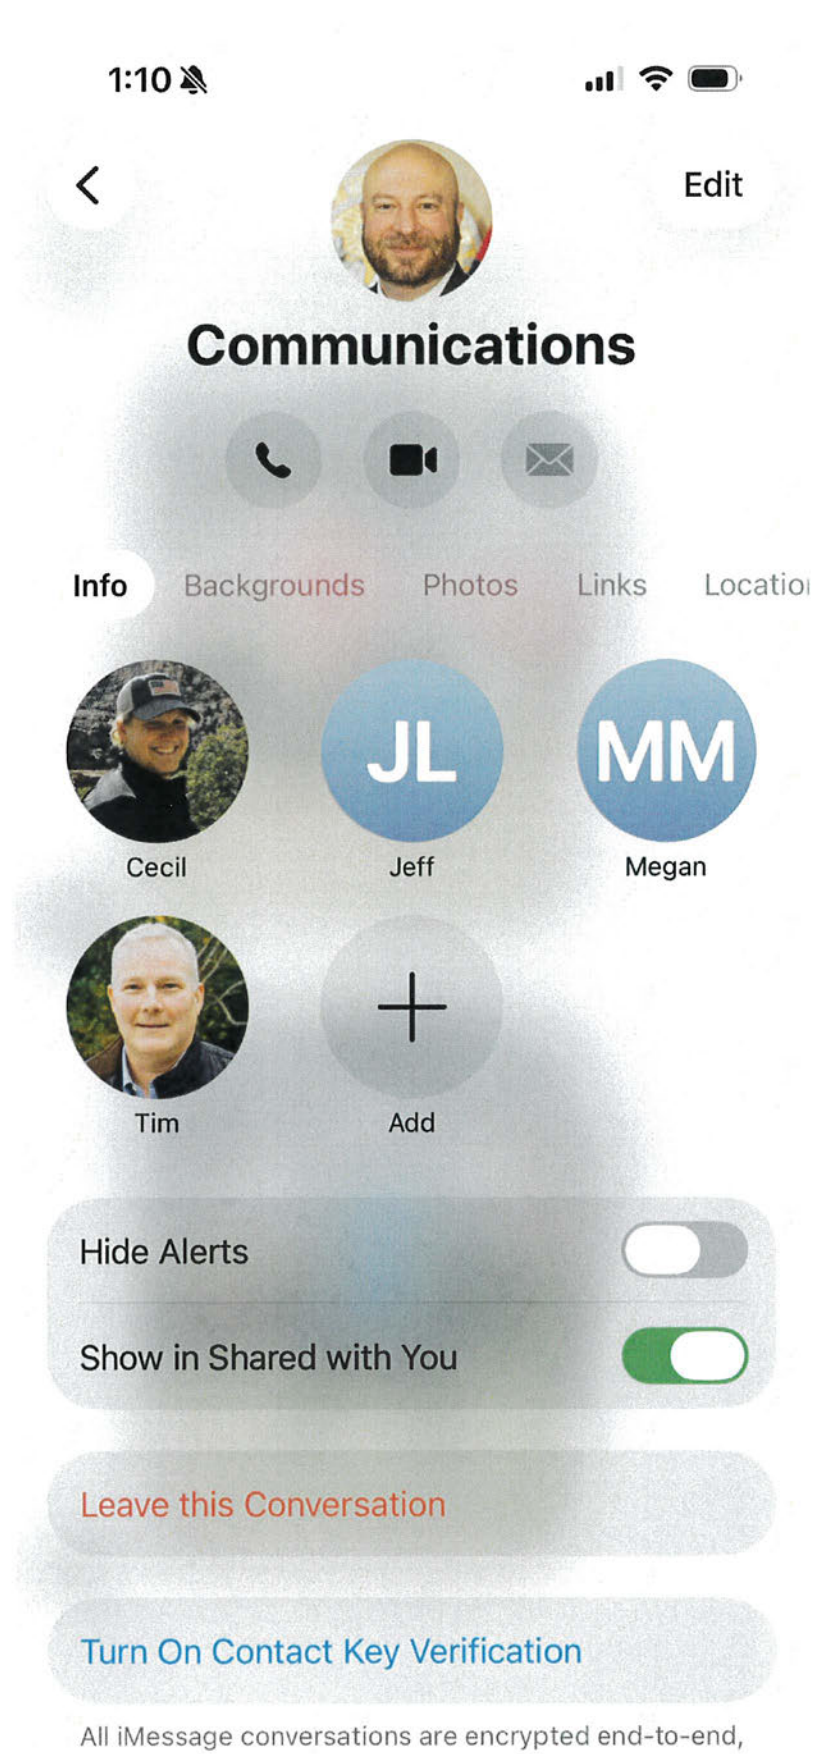 1:10
Edit
Communications
Info Backgrounds Photos Links Locatio
JL MM
Cecil Jeff Megan
Tim Add
Hide Alerts
Show in Shared with You
Leave this Conversation
Turn On Contact Key Verification
All iMessage conversations are encrypted end-to-end,